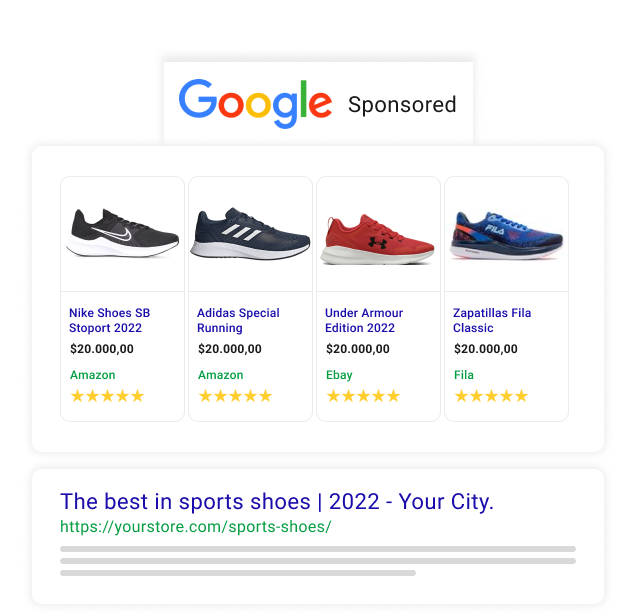 Google Sponsored
FILA
Nike Shoes SB
Stoport 2022
$20.000,00
Amazon
Adidas Special
Running
$20.000,00
Amazon
Under Armour
Edition 2022
$20.000,00
Ebay
Zapatillas Fila
Classic
$20.000,00
Fila
The best in sports shoes | 2022 - Your City.
https://yourstore.com/sports-shoes/